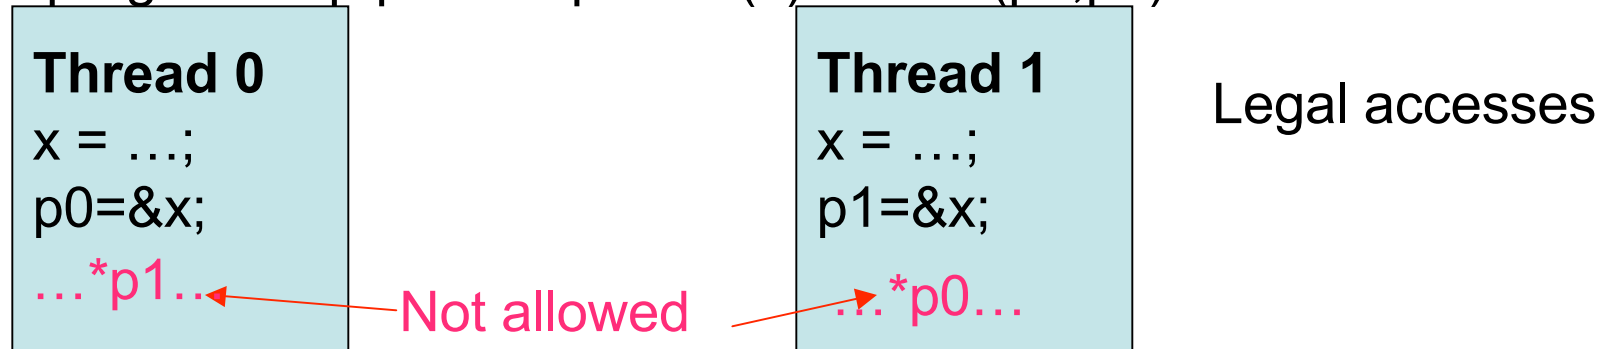 Thread 0
x = …;
p0=&x;
…*p1…
Not allowed
Thread 1
x = …;
p1=&x;
…*p0…
Legal accesses